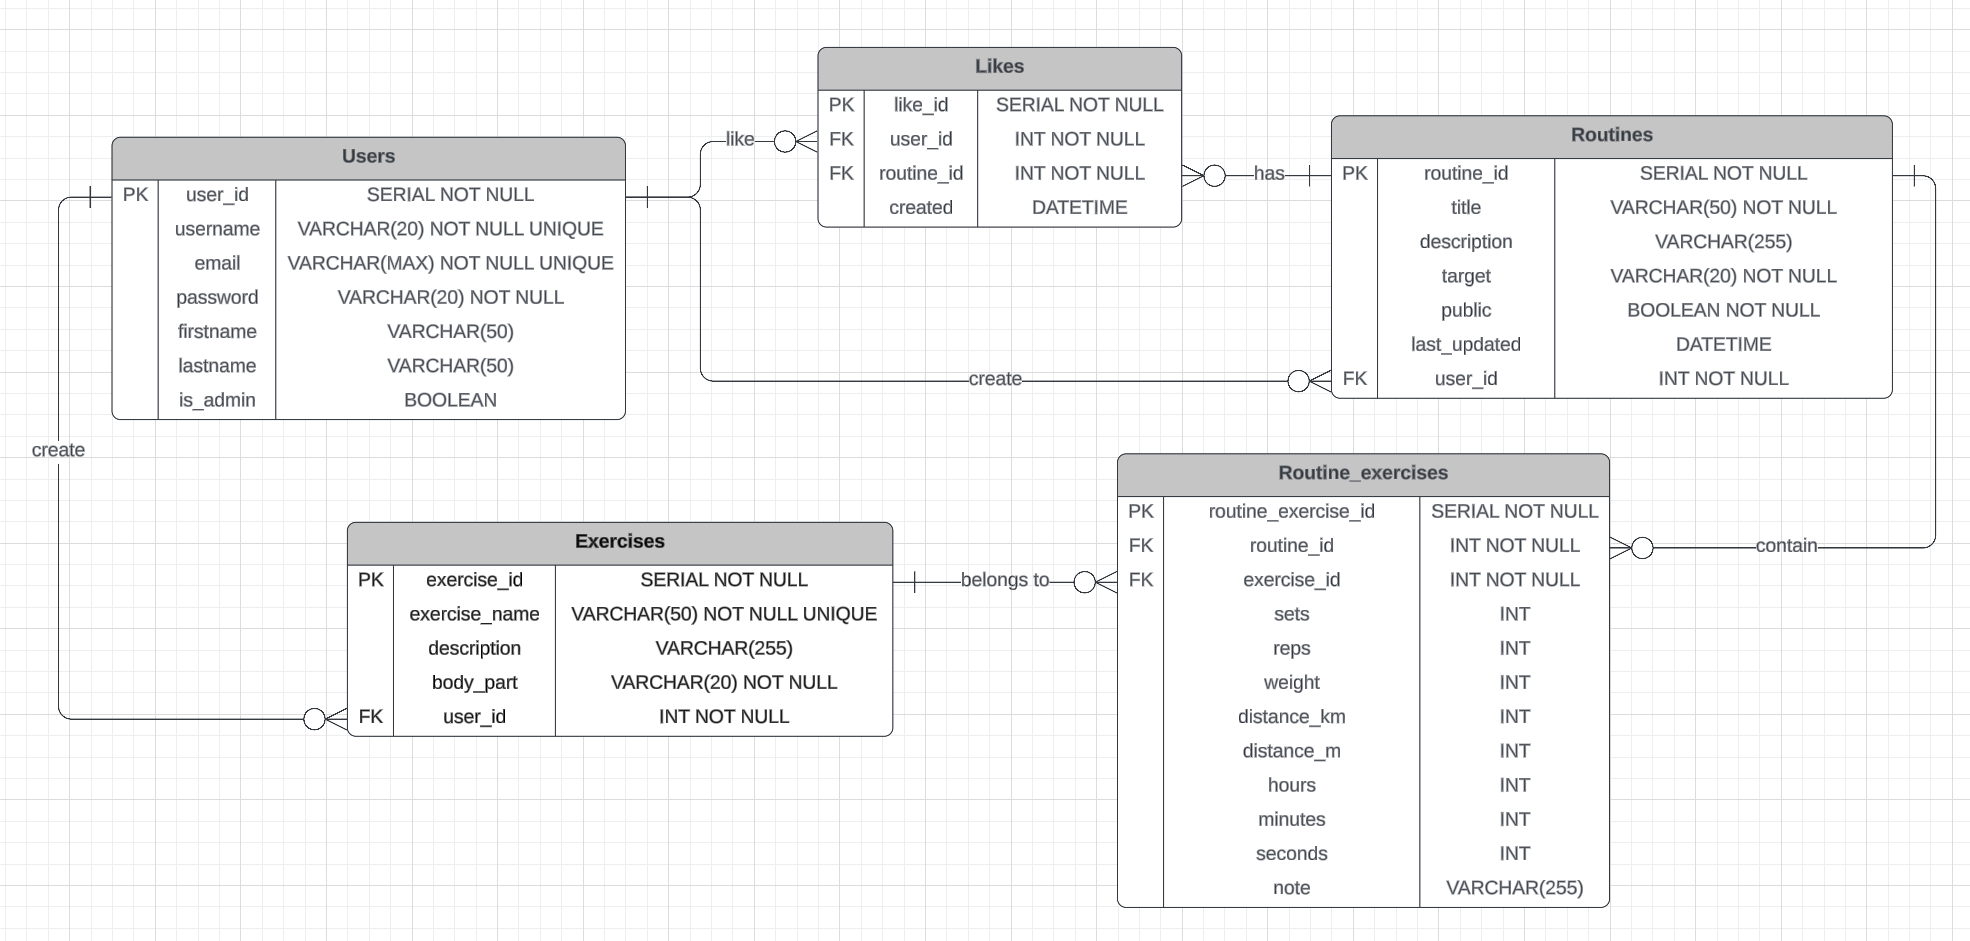 Users
PK user_id SERIAL NOT NULL
username VARCHAR(20) NOT NULL UNIQUE
email VARCHAR(MAX) NOT NULL UNIQUE
password VARCHAR(20) NOT NULL
firstname VARCHAR(50)
lastname VARCHAR(50)
is_admin BOOLEAN
like
create
create
Likes
PK like_id SERIAL NOT NULL
FK user_id INT NOT NULL
FK routine_id INT NOT NULL
created DATETIME
has
Routines
PK routine_id SERIAL NOT NULL
title VARCHAR(50) NOT NULL
description VARCHAR(255)
target VARCHAR(20) NOT NULL
public BOOLEAN NOT NULL
last_updated DATETIME
FK user_id INT NOT NULL
Exercises
PK exercise_id SERIAL NOT NULL
exercise_name VARCHAR(50) NOT NULL UNIQUE
description VARCHAR(255)
body_part VARCHAR(20) NOT NULL
FK user_id INT NOT NULL
belongs to
Routine_exercises
PK routine_exercise_id SERIAL NOT NULL
FK routine_id INT NOT NULL
FK exercise_id INT NOT NULL
sets INT
reps INT
weight INT
distance_km INT
distance_m INT
hours INT
minutes INT
seconds INT
note VARCHAR(255)
contain